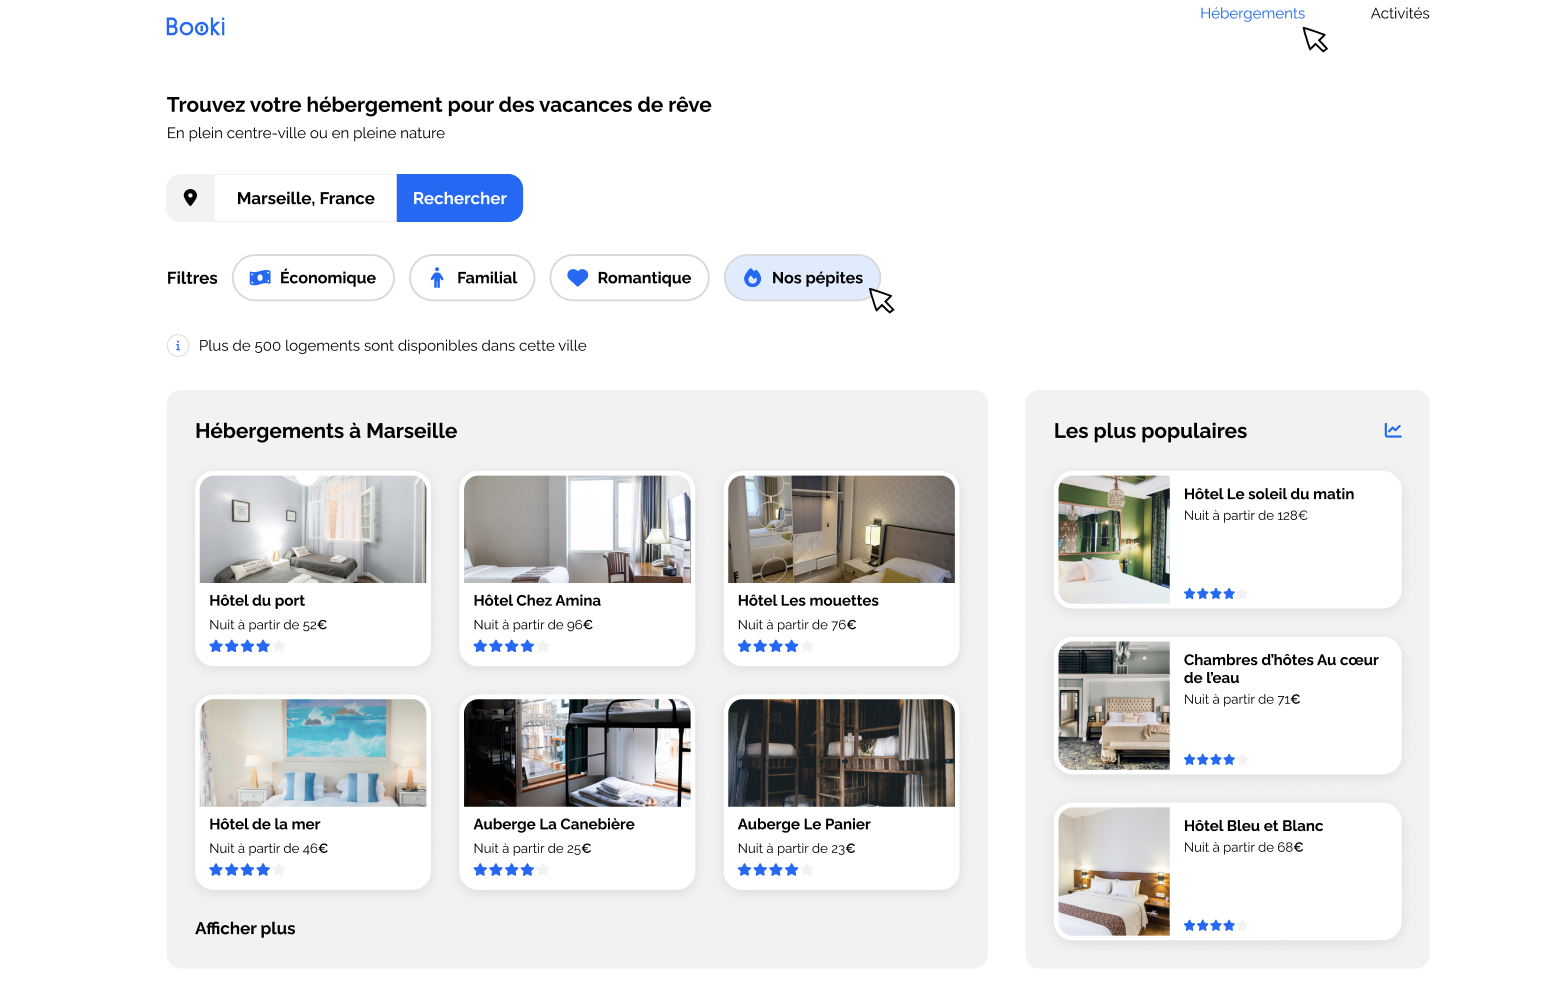 Booki
Hébergements
Activités
Trouvez votre hébergement pour des vacances de rêve
En plein centre-ville ou en pleine nature
Marseille, France
Rechercher
Filtres
Économique
Familial
Romantique
Nos pépites
i
Plus de 500 logements sont disponibles dans cette ville
Hébergements à Marseille
Hôtel du port
Nuit à partir de 52€
Hôtel Chez Amina
Nuit à partir de 96€
Hôtel Les mouettes
Nuit à partir de 76€
Hôtel de la mer
Nuit à partir de 46€
Auberge La Canebière
Nuit à partir de 25€
Auberge Le Panier
Nuit à partir de 23€
Afficher plus
Les plus populaires
Hôtel Le soleil du matin
Nuit à partir de 128€
Chambres d’hôtes Au cœur
de l’eau
Nuit à partir de 71€
Hôtel Bleu et Blanc
Nuit à partir de 68€